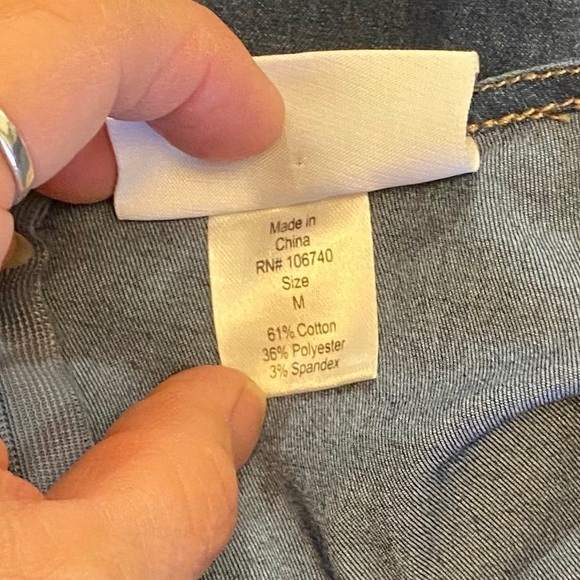 Made in
China
RN# 106740
Size
M
61% Cotton
36% Polyester
3% Spandex